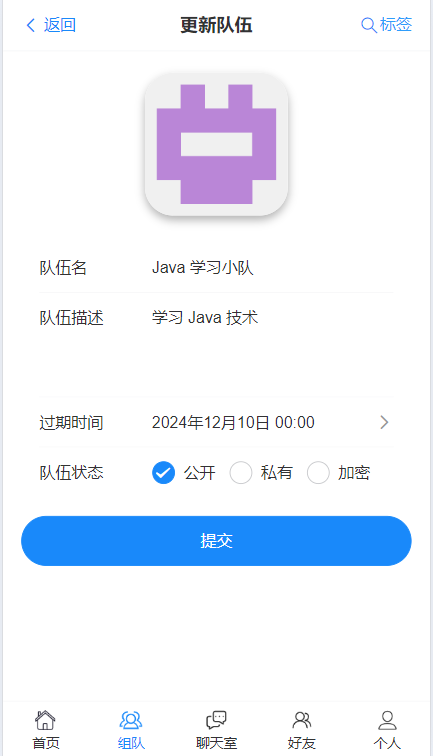 返回 更新队伍 标签
队伍名 Java 学习小队
队伍描述 学习 Java 技术
过期时间 2024年12月10日 00:00
队伍状态 公开 私有 加密
提交
首页 组队 聊天室 好友 个人